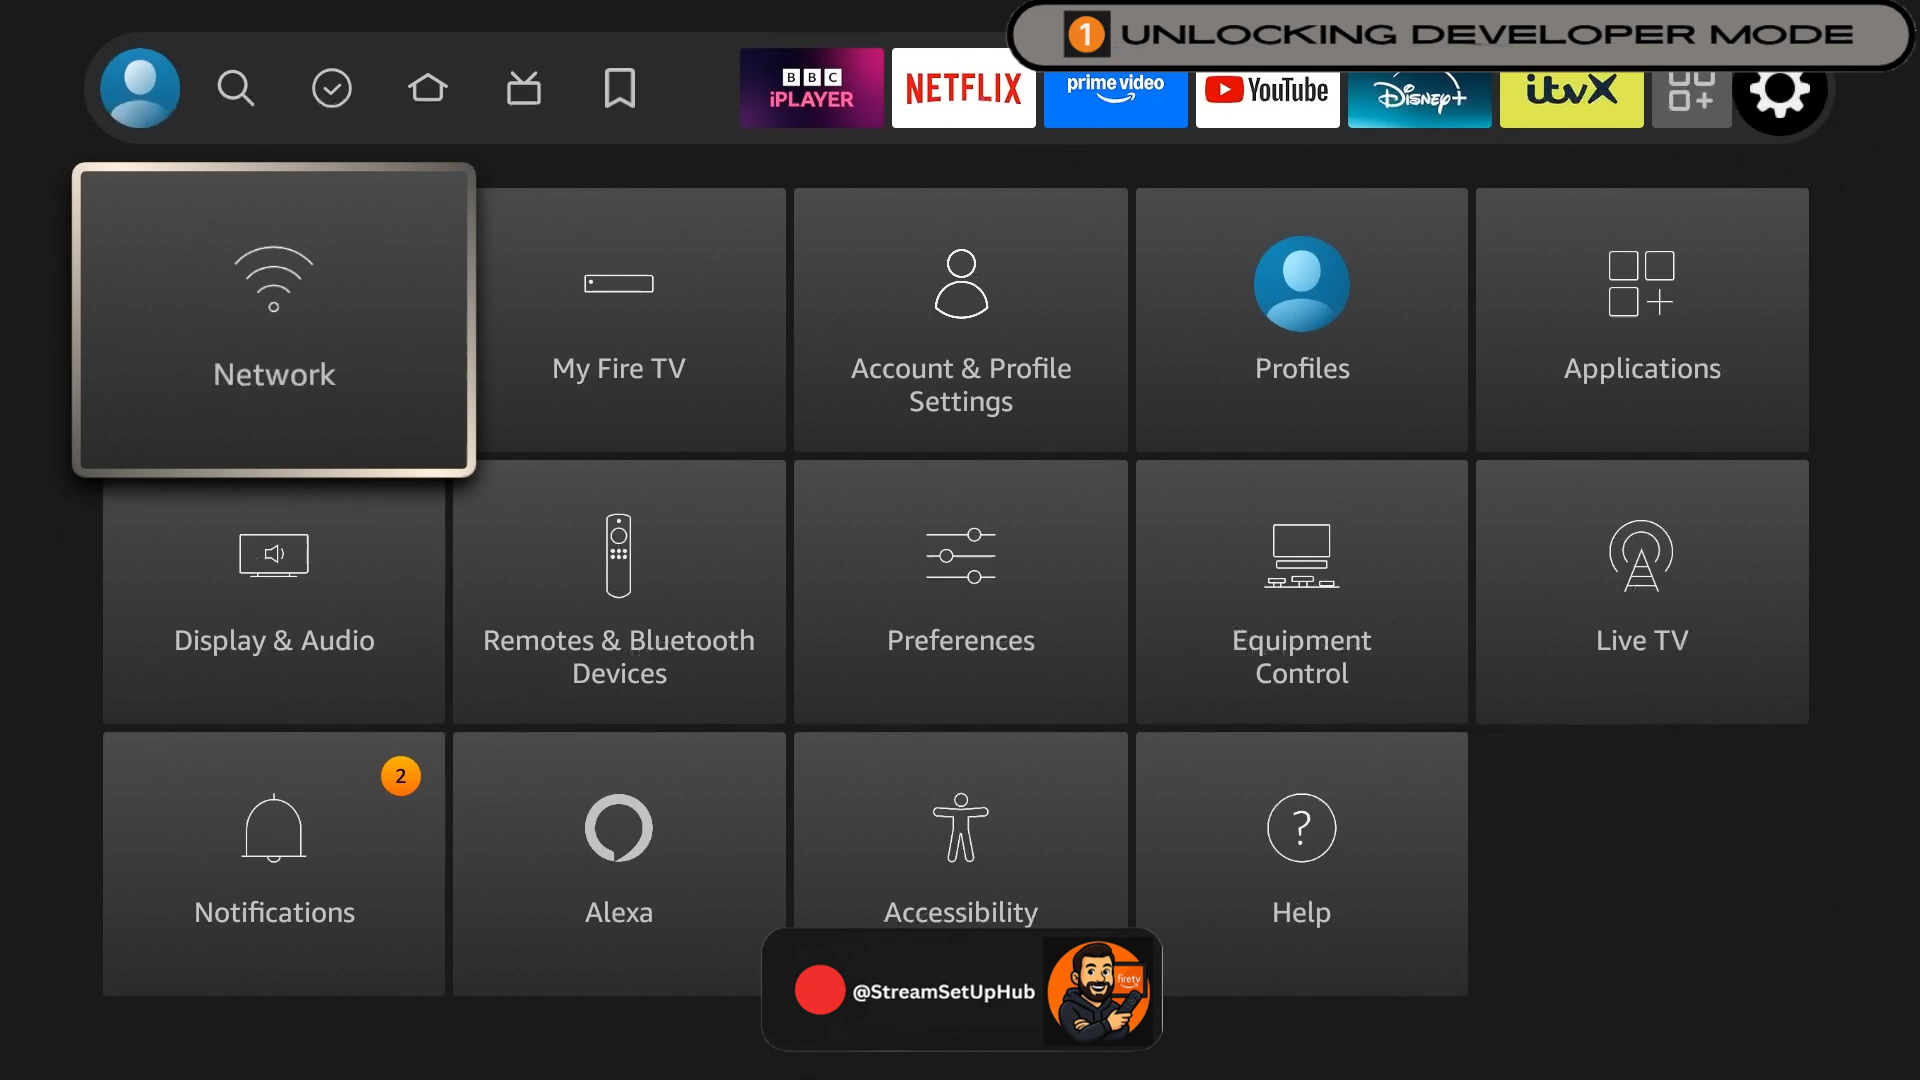 1 UNLOCKING DEVELOPER MODE
BBC
iPLAYER
NETFLIX
prime video
YouTube
Disney+
itvX
Network
My Fire TV
Account & Profile
Settings
Profiles
Applications
Display & Audio
Remotes & Bluetooth
Devices
Preferences
Equipment
Control
Live TV
2
Notifications
Alexa
Accessibility
?
Help
@StreamSetUpHub
firetv